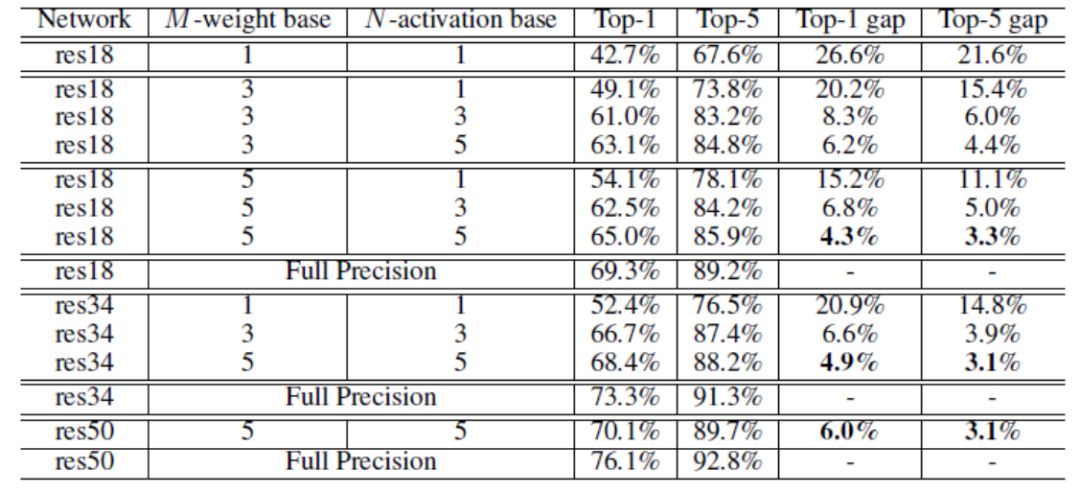 Network M-weight base N-activation base Top-1 Top-5 Top-1 gap Top-5 gap
res18 1 1 42.7% 67.6% 26.6% 21.6%
res18 3 1 49.1% 73.8% 20.2% 15.4%
res18 3 3 61.0% 83.2% 8.3% 6.0%
res18 3 5 63.1% 84.8% 6.2% 4.4%
res18 5 1 54.1% 78.1% 15.2% 11.1%
res18 5 3 62.5% 84.2% 6.8% 5.0%
res18 5 5 65.0% 85.9% 4.3% 3.3%
res18 Full Precision 69.3% 89.2% - -
res34 1 1 52.4% 76.5% 20.9% 14.8%
res34 3 3 66.7% 87.4% 6.6% 3.9%
res34 5 5 68.4% 88.2% 4.9% 3.1%
res34 Full Precision 73.3% 91.3% - -
res50 5 5 70.1% 89.7% 6.0% 3.1%
res50 Full Precision 76.1% 92.8% - -